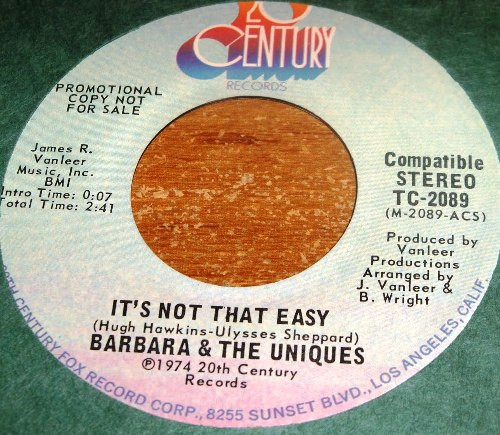 20
CENTURY
RECORDS
PROMOTIONAL
COPY NOT
FOR SALE
James R.
Vanleer
Music, Inc.
BMI
Intro Time: 0:07
Total Time: 2:41
Compatible
STEREO
TC-2089
(M-2089-ACS)
Produced by
Vanleer
Productions
Arranged by
J. Vanleer &
B. Wright
IT'S NOT THAT EASY
(Hugh Hawkins-Ulysses Sheppard)
BARBARA & THE UNIQUES
℗1974 20th Century
Records
20TH CENTURY FOX RECORD CORP., 8255 SUNSET BLVD., LOS ANGELES, CALIF.